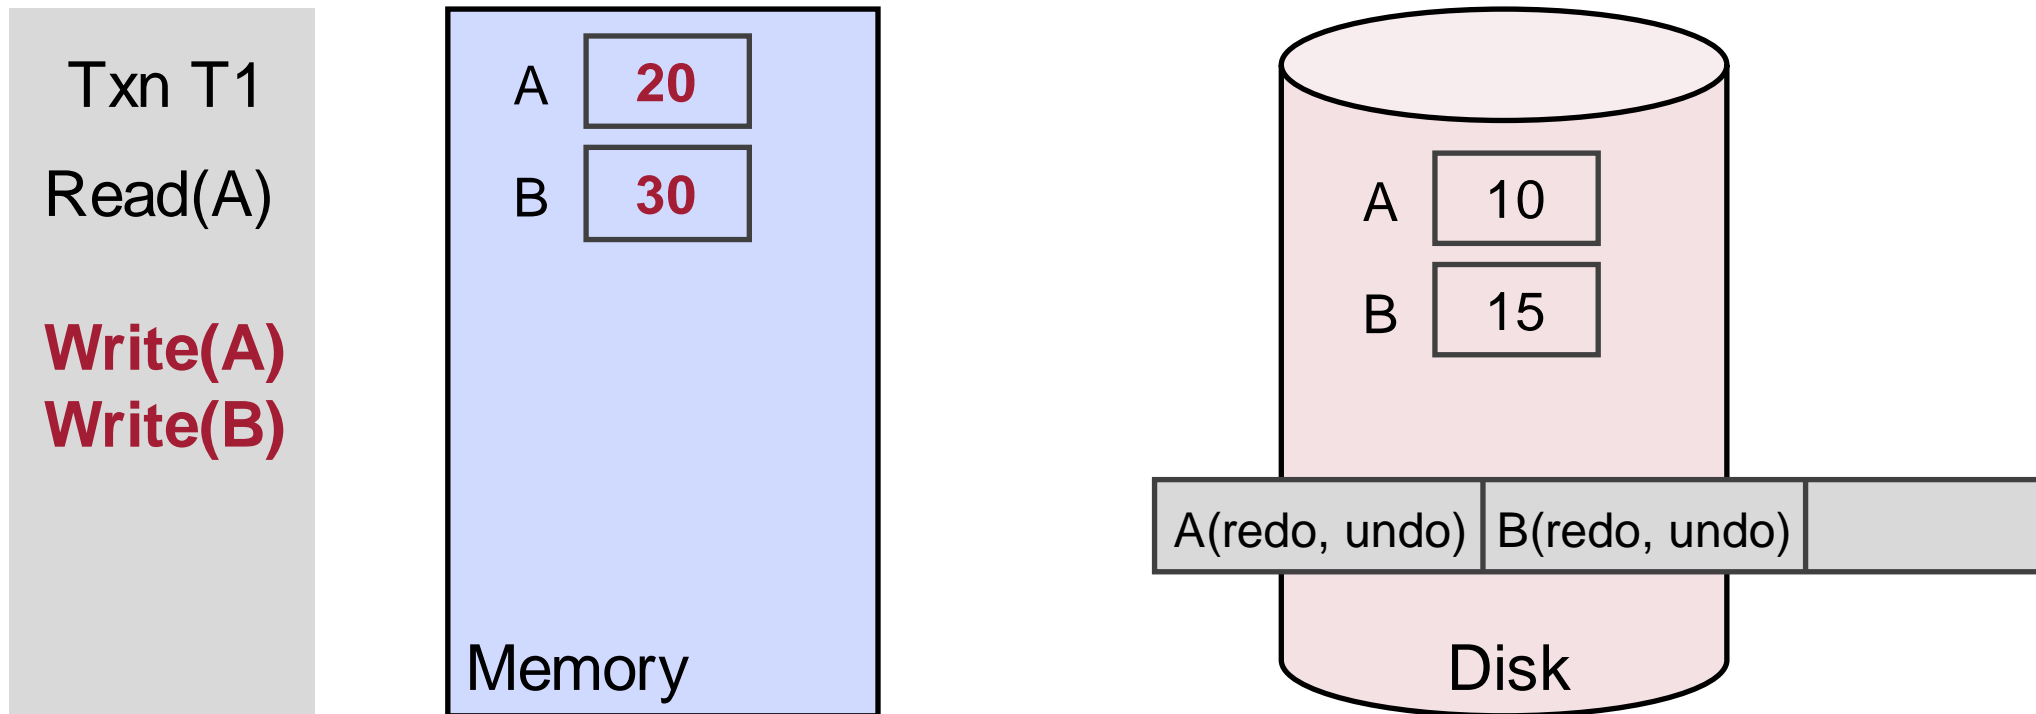 Txn T1
Read(A)
Write(A)
Write(B)
A 20
B 30
Memory
A 10
B 15
A(redo, undo) B(redo, undo)
Disk